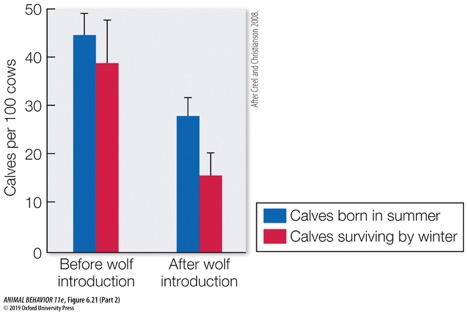 50
40
30
20
10
0
Calves per 100 cows
Before wolf
introduction
After wolf
introduction
After Creel and Christianson 2008.
Calves born in summer
Calves surviving by winter
ANIMAL BEHAVIOR 11e, Figure 6.21 (Part 2)
© 2019 Oxford University Press